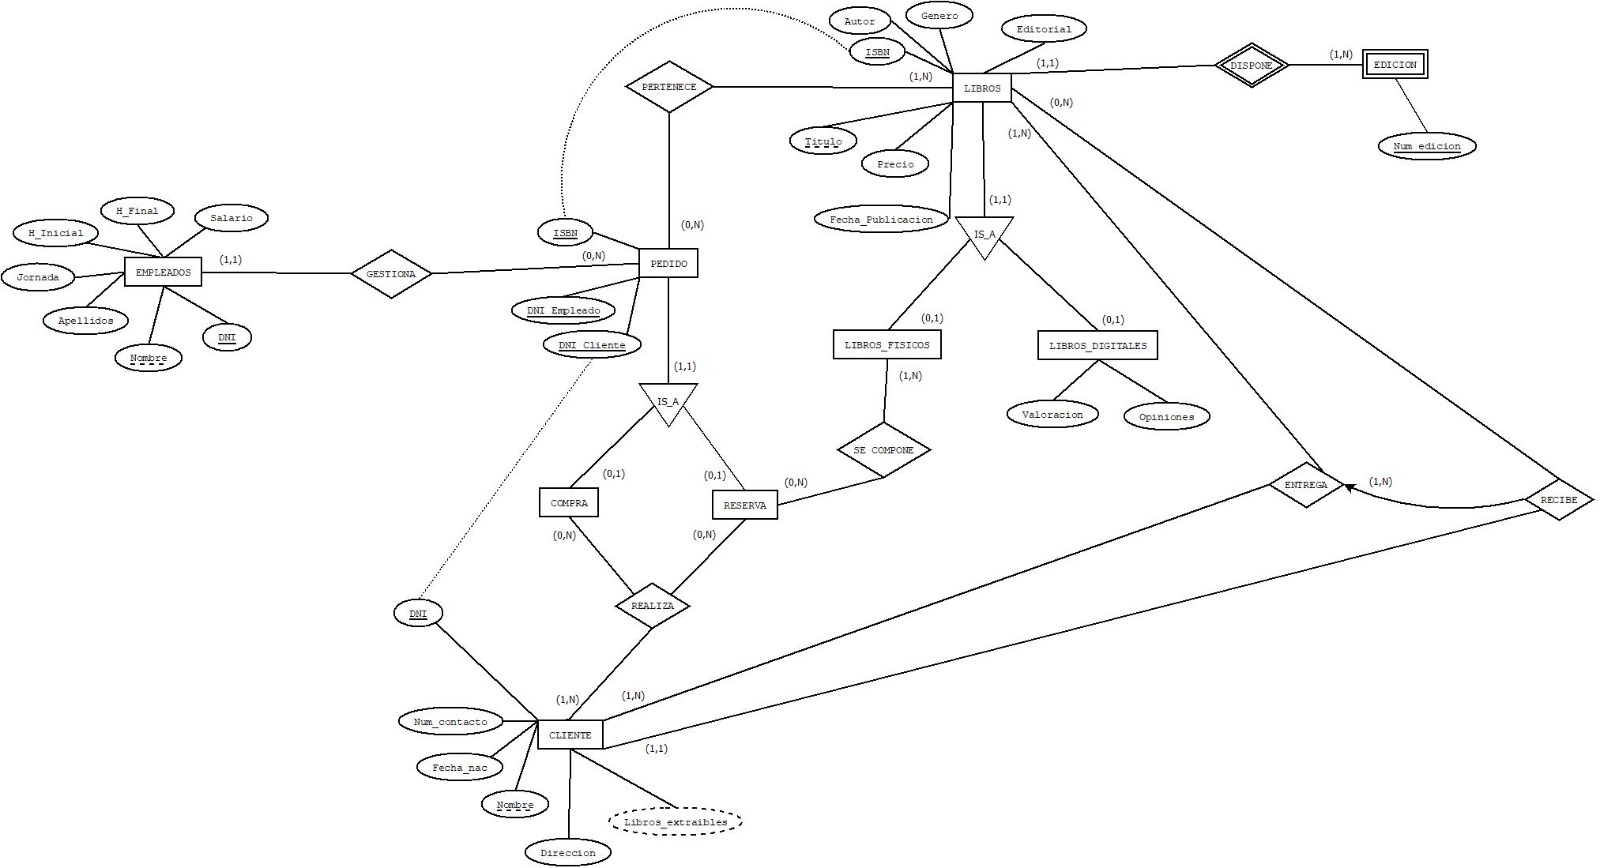 Autor
Genero
Editorial
ISBN
(1,1)
DISPONE
(1,N)
EDICION
PERTENECE
(1,N)
LIBROS
(0,N)
(1,N)
Titulo
Precio
Num_edicion
Fecha_Publicacion
(1,1)
IS_A
H_Final
H_Inicial
Salario
ISBN
(0,N)
EMPLEADOS
(1,1)
GESTIONA
(0,N)
PEDIDO
Jornada
Apellidos
Nombre
DNI
DNI_Empleado
DNI_Cliente
(0,1)
LIBROS_FISICOS
(0,1)
LIBROS_DIGITALES
(1,1)
IS_A
(1,N)
Valoracion
Opiniones
SE COMPONE
(0,1)
(0,1)
(0,N)
COMPRA
RESERVA
ENTREGA
(1,N)
RECIBE
(0,N)
(0,N)
REALIZA
DNI
(1,N)
(1,N)
Num_contacto
CLIENTE
(1,1)
Fecha_nac
Nombre
Libros_extraibles
Direccion